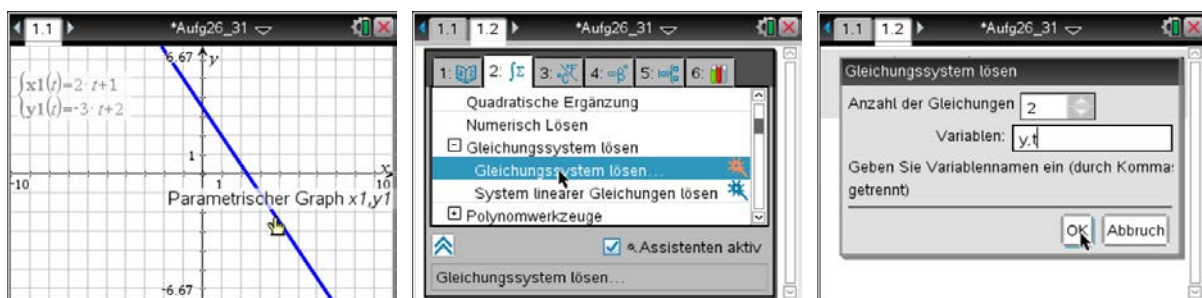 1.1
*Aufg26_31
6.67 y
x1(t)=2·t+1
y1(t)=-3·t+2
1
x
-10
1
10
Parametrischer Graph x1,y1
-6.67
1.1 1.2
*Aufg26_31
1: 2: ∫Σ 3: 4: ∞β° 5: 6:
Quadratische Ergänzung
Numerisch Lösen
Gleichungssystem lösen
Gleichungssystem lösen...
System linearer Gleichungen lösen
Polynomwerkzeuge
Assistenten aktiv
Gleichungssystem lösen...
1.1 1.2
*Aufg26_31
Gleichungssystem lösen
Anzahl der Gleichungen 2
Variablen: y.t
Geben Sie Variablennamen ein (durch Kommas
getrennt)
OK Abbruch